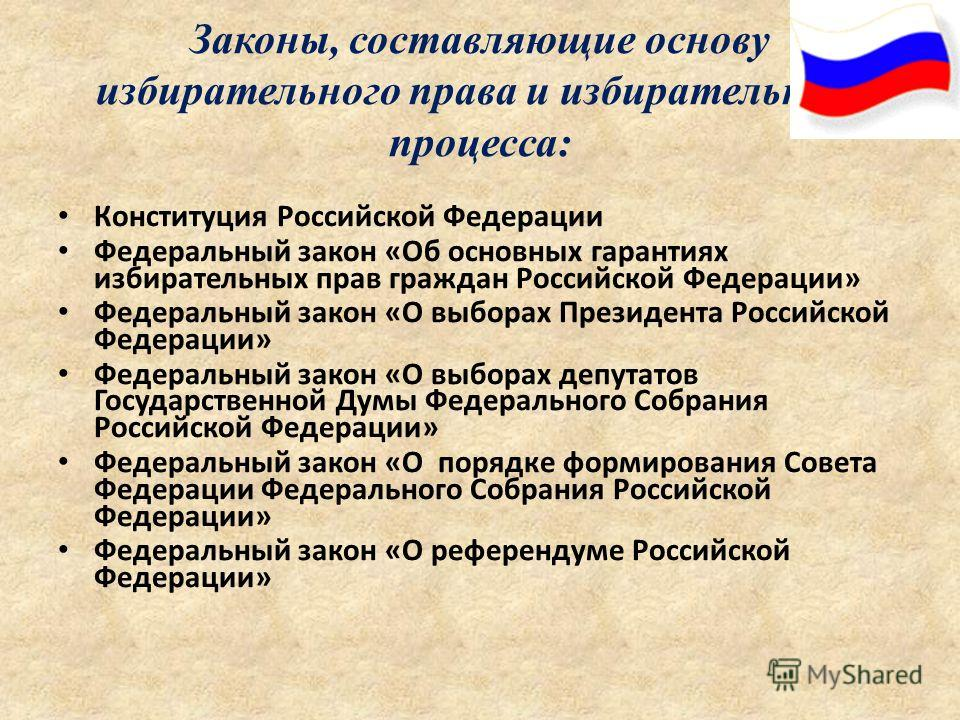 Законы, составляющие основу
избирательного права и избиратель
процесса:
• Конституция Российской Федерации
• Федеральный закон «Об основных гарантиях
избирательных прав граждан Российской Федерации»
• Федеральный закон «О выборах Президента Российской
Федерации»
• Федеральный закон «О выборах депутатов
Государственной Думы Федерального Собрания
Российской Федерации»
• Федеральный закон «О порядке формирования Совета
Федерации Федерального Собрания Российской
Федерации»
• Федеральный закон «О референдуме Российской
Федерации»
MyShared